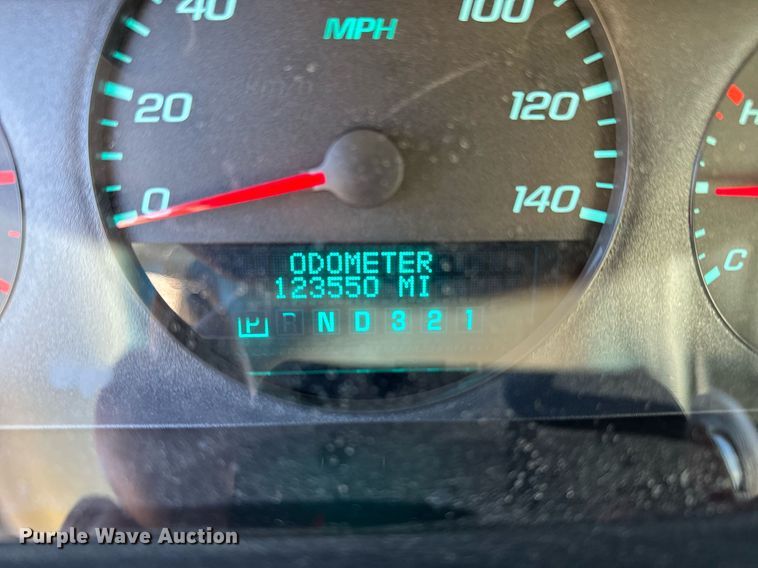 40 MPH 100
20 120
0 140
H
C
ODOMETER
123550 MI
P R N D 3 2 1
Purple Wave Auction